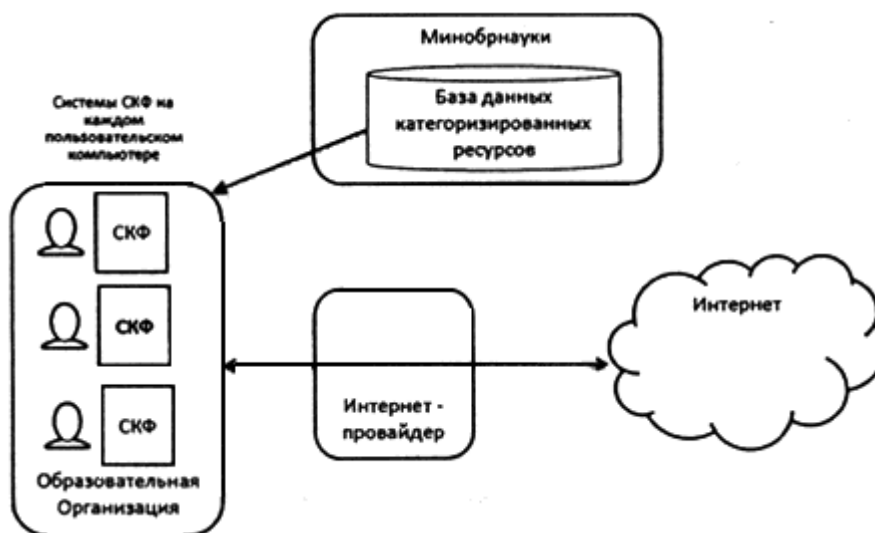 Минобрнауки
База данных
категоризированных
ресурсов
Системы СКФ на
каждом
пользовательском
компьютере
СКФ
СКФ
СКФ
Образовательная
Организация
Интернет -
провайдер
Интернет